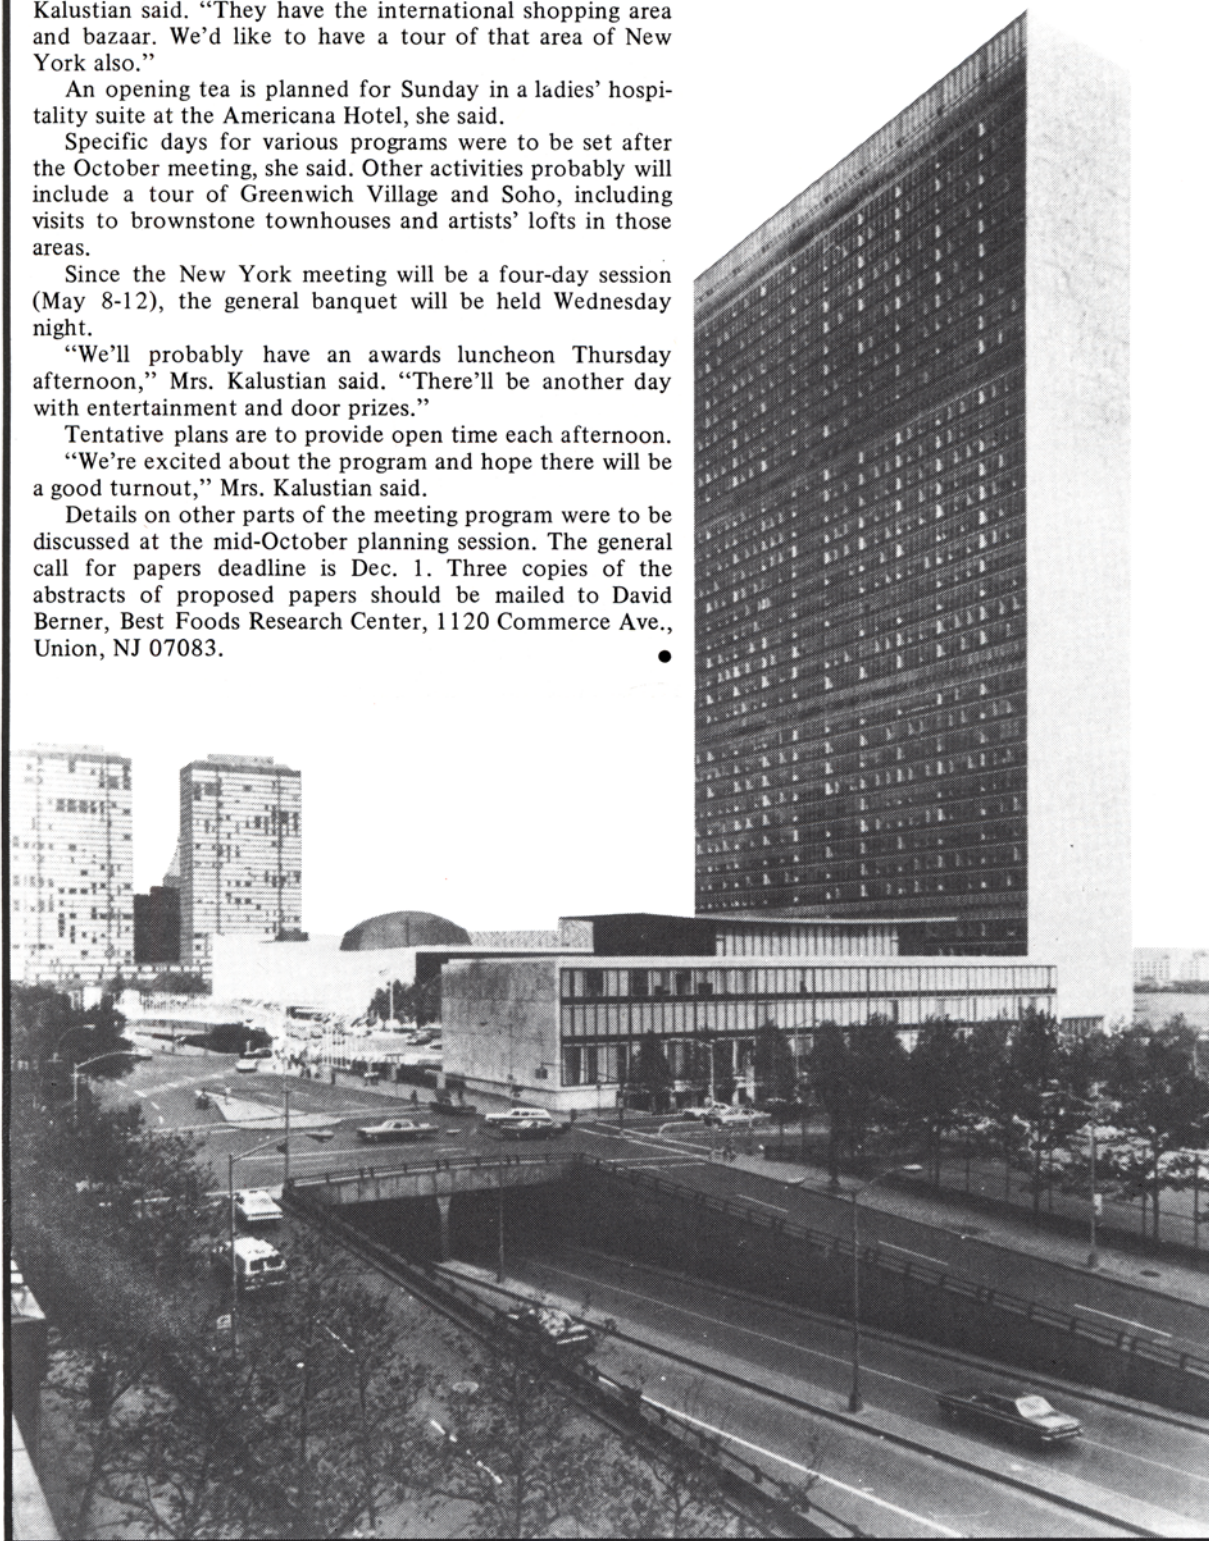 Kalustian said. “They have the international shopping area
and bazaar. We’d like to have a tour of that area of New
York also.”
An opening tea is planned for Sunday in a ladies’ hospi-
tality suite at the Americana Hotel, she said.
Specific days for various programs were to be set after
the October meeting, she said. Other activities probably will
include a tour of Greenwich Village and Soho, including
visits to brownstone townhouses and artists’ lofts in those
areas.
Since the New York meeting will be a four-day session
(May 8-12), the general banquet will be held Wednesday
night.
“We’ll probably have an awards luncheon Thursday
afternoon,” Mrs. Kalustian said. “There’ll be another day
with entertainment and door prizes.”
Tentative plans are to provide open time each afternoon.
“We’re excited about the program and hope there will be
a good turnout,” Mrs. Kalustian said.
Details on other parts of the meeting program were to be
discussed at the mid-October planning session. The general
call for papers deadline is Dec. 1. Three copies of the
abstracts of proposed papers should be mailed to David
Berner, Best Foods Research Center, 1120 Commerce Ave.,
Union, NJ 07083.